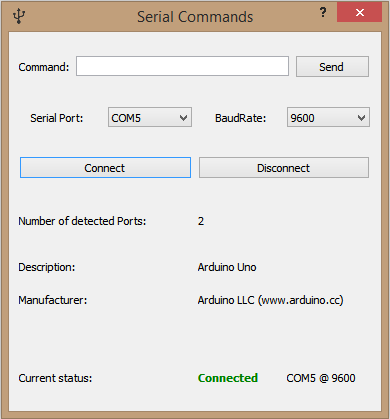 Serial Commands ?
Command: Send
Serial Port: COM5 BaudRate: 9600
Connect Disconnect
Number of detected Ports: 2
Description: Arduino Uno
Manufacturer: Arduino LLC (www.arduino.cc)
Current status: Connected COM5 @ 9600